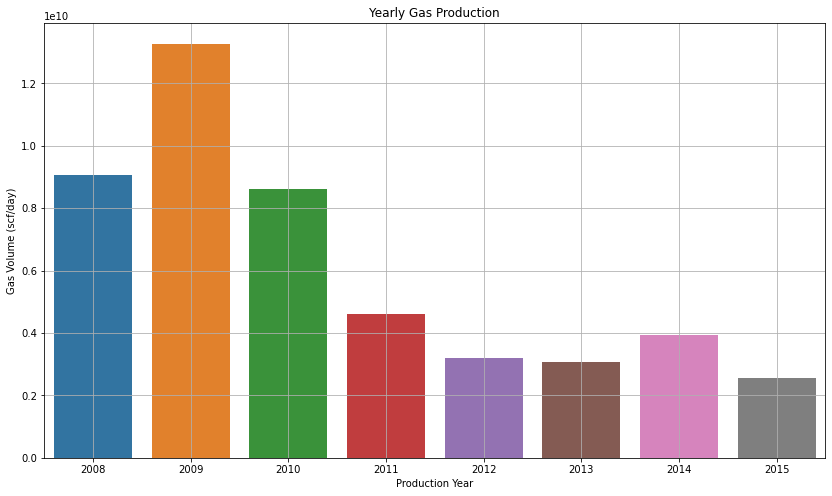 Yearly Gas Production
1e10
1.2
1.0
0.8
0.6
0.4
0.2
0.0
Gas Volume (scf/day)
2008 2009 2010 2011 2012 2013 2014 2015
Production Year